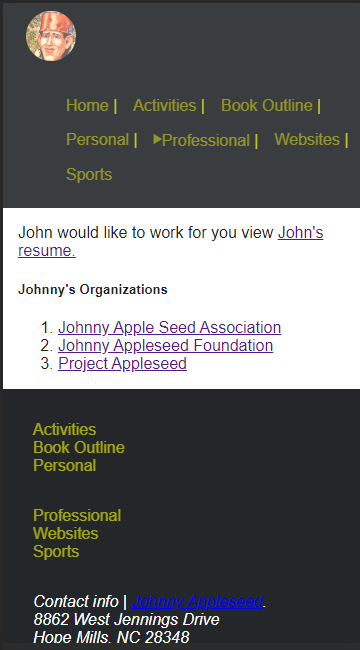 Home | Activities | Book Outline |
Personal | Professional | Websites |
Sports
John would like to work for you view John's
resume.
Johnny's Organizations
1. Johnny Apple Seed Association
2. Johnny Appleseed Foundation
3. Project Appleseed
Activities
Book Outline
Personal
Professional
Websites
Sports
Contact info | Johnny Appleseed.
8862 West Jennings Drive
Hope Mills, NC 28348